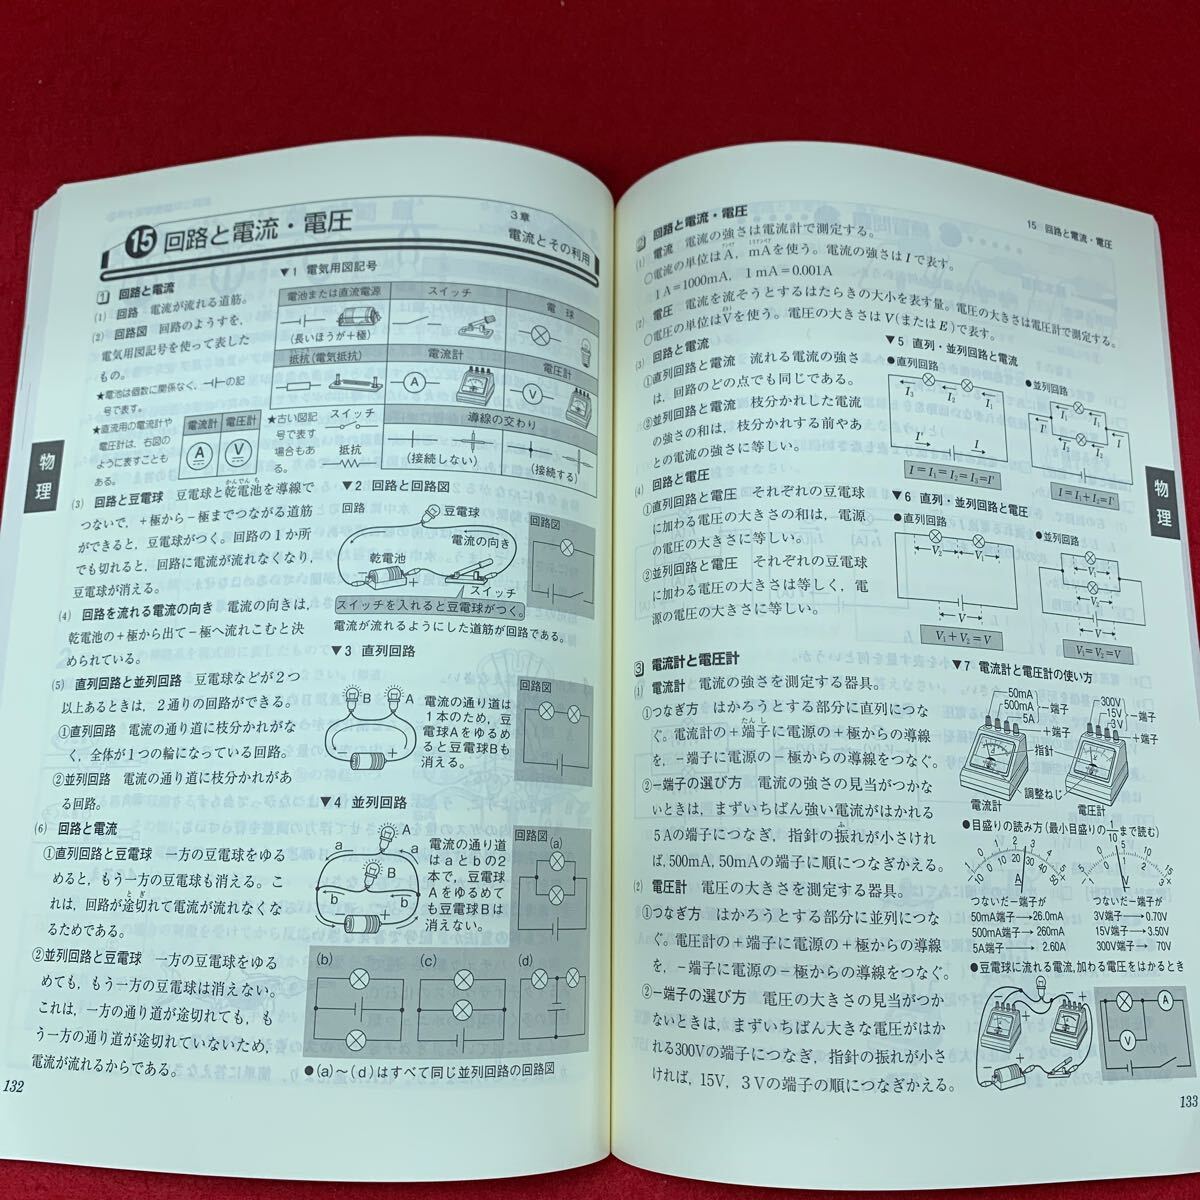 15 回路と電流・電圧
3章
電流とその利用
1 回路と電流
(1) 回路 電流が流れる道筋。
(2) 回路図 回路のようすを,
電気用図記号を使って表した
もの。
★電池は個数に関係なく,の記
号で表す。
★直流用の電流計や
電圧計は,右図の
ように表すことも
ある。
電流計 電圧計
A V
▼1 電気用図記号
電池または直流電源 スイッチ 電球
(長いほうが+極)
抵抗(電気抵抗) 電流計 電圧計
A V
★古い図記
号で表す
場合もあ
る。
スイッチ
抵抗
導線の交わり
(接続しない) (接続する)
(3) 回路と豆電球 豆電球と乾電池を導線で
かんでんち
つないで,+極から-極までつながる道筋
ができると,豆電球がつく。回路の1か所
でも切れると,回路に電流が流れなくなり,
豆電球が消える。
(4) 回路を流れる電流の向き 電流の向きは,
乾電池の+極から出て-極へ流れこむと決
められている。
(5) 直列回路と並列回路 豆電球などが2つ
以上あるときは,2通りの回路ができる。
①直列回路 電流の通り道に枝分かれがな
く,全体が1つの輪になっている回路。
②並列回路 電流の通り道に枝分かれがあ
る回路。
(6) 回路と電流
①直列回路と豆電球 一方の豆電球をゆる
めると,もう一方の豆電球も消える。こ
れは,回路が途切れて電流が流れなくな
とぎ
るためである。
②並列回路と豆電球 一方の豆電球をゆる
めても,もう一方の豆電球は消えない。
これは,一方の通り道が途切れても,も
う一方の通り道が途切れていないため,
電流が流れるからである。
▼2 回路と回路図
回路 豆電球
電流の向き
乾電池
スイッチ
回路図
スイッチを入れると豆電球がつく。
電流が流れるようにした道筋が回路である。
▼3 直列回路
B A
電流の通り道は
1本のため,豆
電球Aをゆるめ
ると豆電球Bも
消える。
回路図
▼4 並列回路
a A a
B
b b
電流の通り道
はaとbの2
本で,豆電球
Aをゆるめて
も豆電球Bは
消えない。
回路図 (a)
(b) (c) (d)
●(a)~(d)はすべて同じ並列回路の回路図
物理
132
15 回路と電流・電圧
2 回路と電流・電圧
(1) 電流 電流の強さは電流計で測定する。
○電流の単位はA,mAを使う。電流の強さはIで表す。
1A=1000mA, 1mA=0.001A
(2) 電圧 電流を流そうとするはたらきの大小を表す量。電圧の大きさは電圧計で測定する。
○電圧の単位はVを使う。電圧の大きさはV(またはE)で表す。
(3) 回路と電流
①直列回路と電流 流れる電流の強さ
は,回路のどの点でも同じである。
②並列回路と電流 枝分かれした電流
の強さの和は,枝分かれする前やあ
との電流の強さに等しい。
(4) 回路と電圧
①直列回路と電圧 それぞれの豆電球
に加わる電圧の大きさの和は,電源
の電圧の大きさに等しい。
②並列回路と電圧 それぞれの豆電球
に加わる電圧の大きさは等しく,電
源の電圧の大きさに等しい。
▼5 直列・並列回路と電流
●直列回路 ●並列回路
I₃ I₂ I₁
I' I
I=I₁=I₂=I₃=I'
I=I₁+I₂=I'
▼6 直列・並列回路と電圧
●直列回路 ●並列回路
V₂ V₁
V
V₁+V₂=V
V₁=V₂=V
3 電流計と電圧計
(1) 電流計 電流の強さを測定する器具。
①つなぎ方 はかろうとする部分に直列につな
ぐ。電流計の+端子に電源の+極からの導線
たんし
を,-端子に電源の-極からの導線をつなぐ。
②-端子の選び方 電流の強さの見当がつかな
いときは,まずいちばん強い電流がはかれる
5Aの端子につなぎ,指針の振れが小さけれ
ば,500mA,50mAの端子に順につなぎかえる。
(2) 電圧計 電圧の大きさを測定する器具。
①つなぎ方 はかろうとする部分に並列につな
ぐ。電圧計の+端子に電源の+極からの導線
を,-端子に電源の-極からの導線をつなぐ。
②-端子の選び方 電圧の大きさの見当がつか
ないときは,まずいちばん大きな電圧がはか
れる300Vの端子につなぎ,指針の振れが小さ
ければ,15V,3Vの端子の順につなぎかえる。
▼7 電流計と電圧計の使い方
50mA
500mA
5A
-端子
+端子
指針
300V
15V
3V
-端子
+端子
調整ねじ
電流計 電圧計
●目盛りの読み方(最小目盛りの1/10まで読む)
A V
つないだ-端子が
50mA端子→26.0mA
500mA端子→260mA
5A端子→2.60A
つないだ-端子が
3V端子→0.70V
15V端子→3.50V
300V端子→70V
●豆電球に流れる電流,加わる電圧をはかるとき
A
V
物理
133